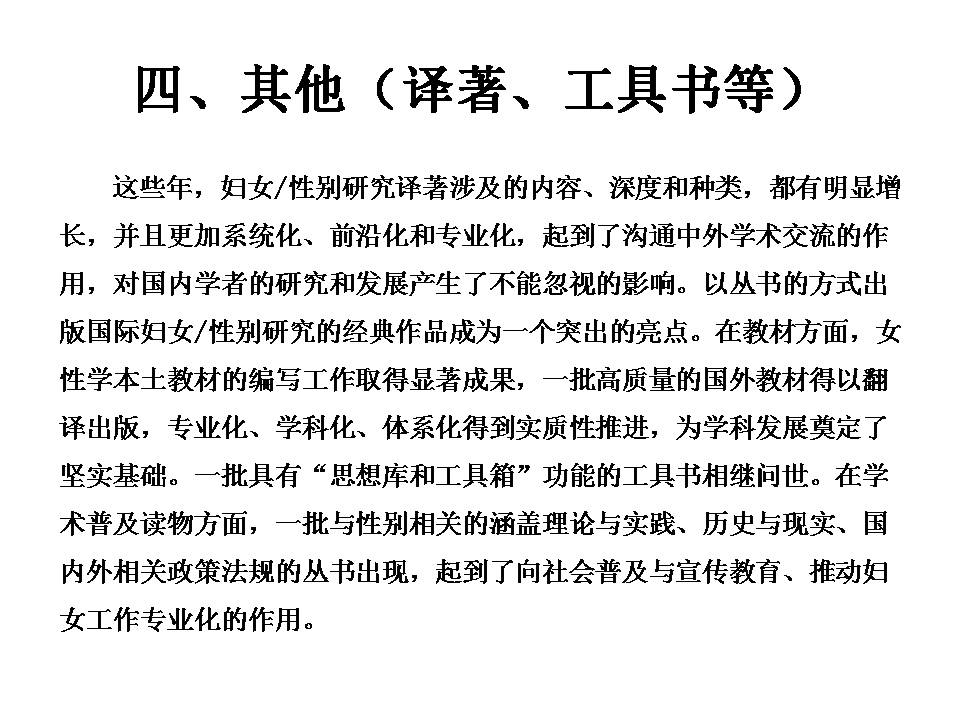 四、其他（译著、工具书等）
这些年，妇女/性别研究译著涉及的内容、深度和种类，都有明显增
长，并且更加系统化、前沿化和专业化，起到了沟通中外学术交流的作
用，对国内学者的研究和发展产生了不能忽视的影响。以丛书的方式出
版国际妇女/性别研究的经典作品成为一个突出的亮点。在教材方面，女
性学本土教材的编写工作取得显著成果，一批高质量的国外教材得以翻
译出版，专业化、学科化、体系化得到实质性推进，为学科发展奠定了
坚实基础。一批具有“思想库和工具箱”功能的工具书相继问世。在学
术普及读物方面，一批与性别相关的涵盖理论与实践、历史与现实、国
内外相关政策法规的丛书出现，起到了向社会普及与宣传教育、推动妇
女工作专业化的作用。